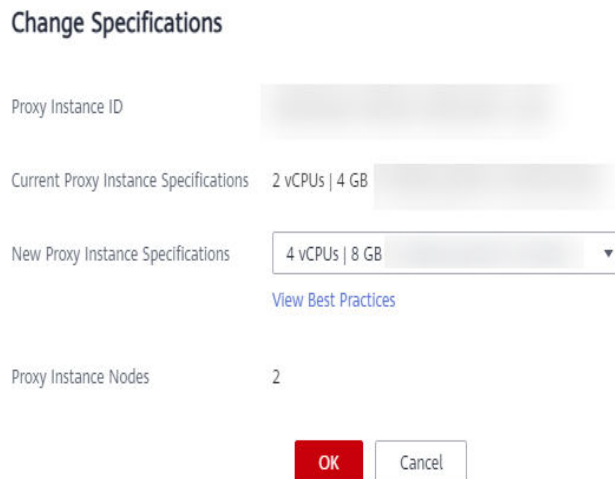 Change Specifications
Proxy Instance ID
Current Proxy Instance Specifications 2 vCPUs | 4 GB
New Proxy Instance Specifications 4 vCPUs | 8 GB
View Best Practices
Proxy Instance Nodes 2
OK Cancel